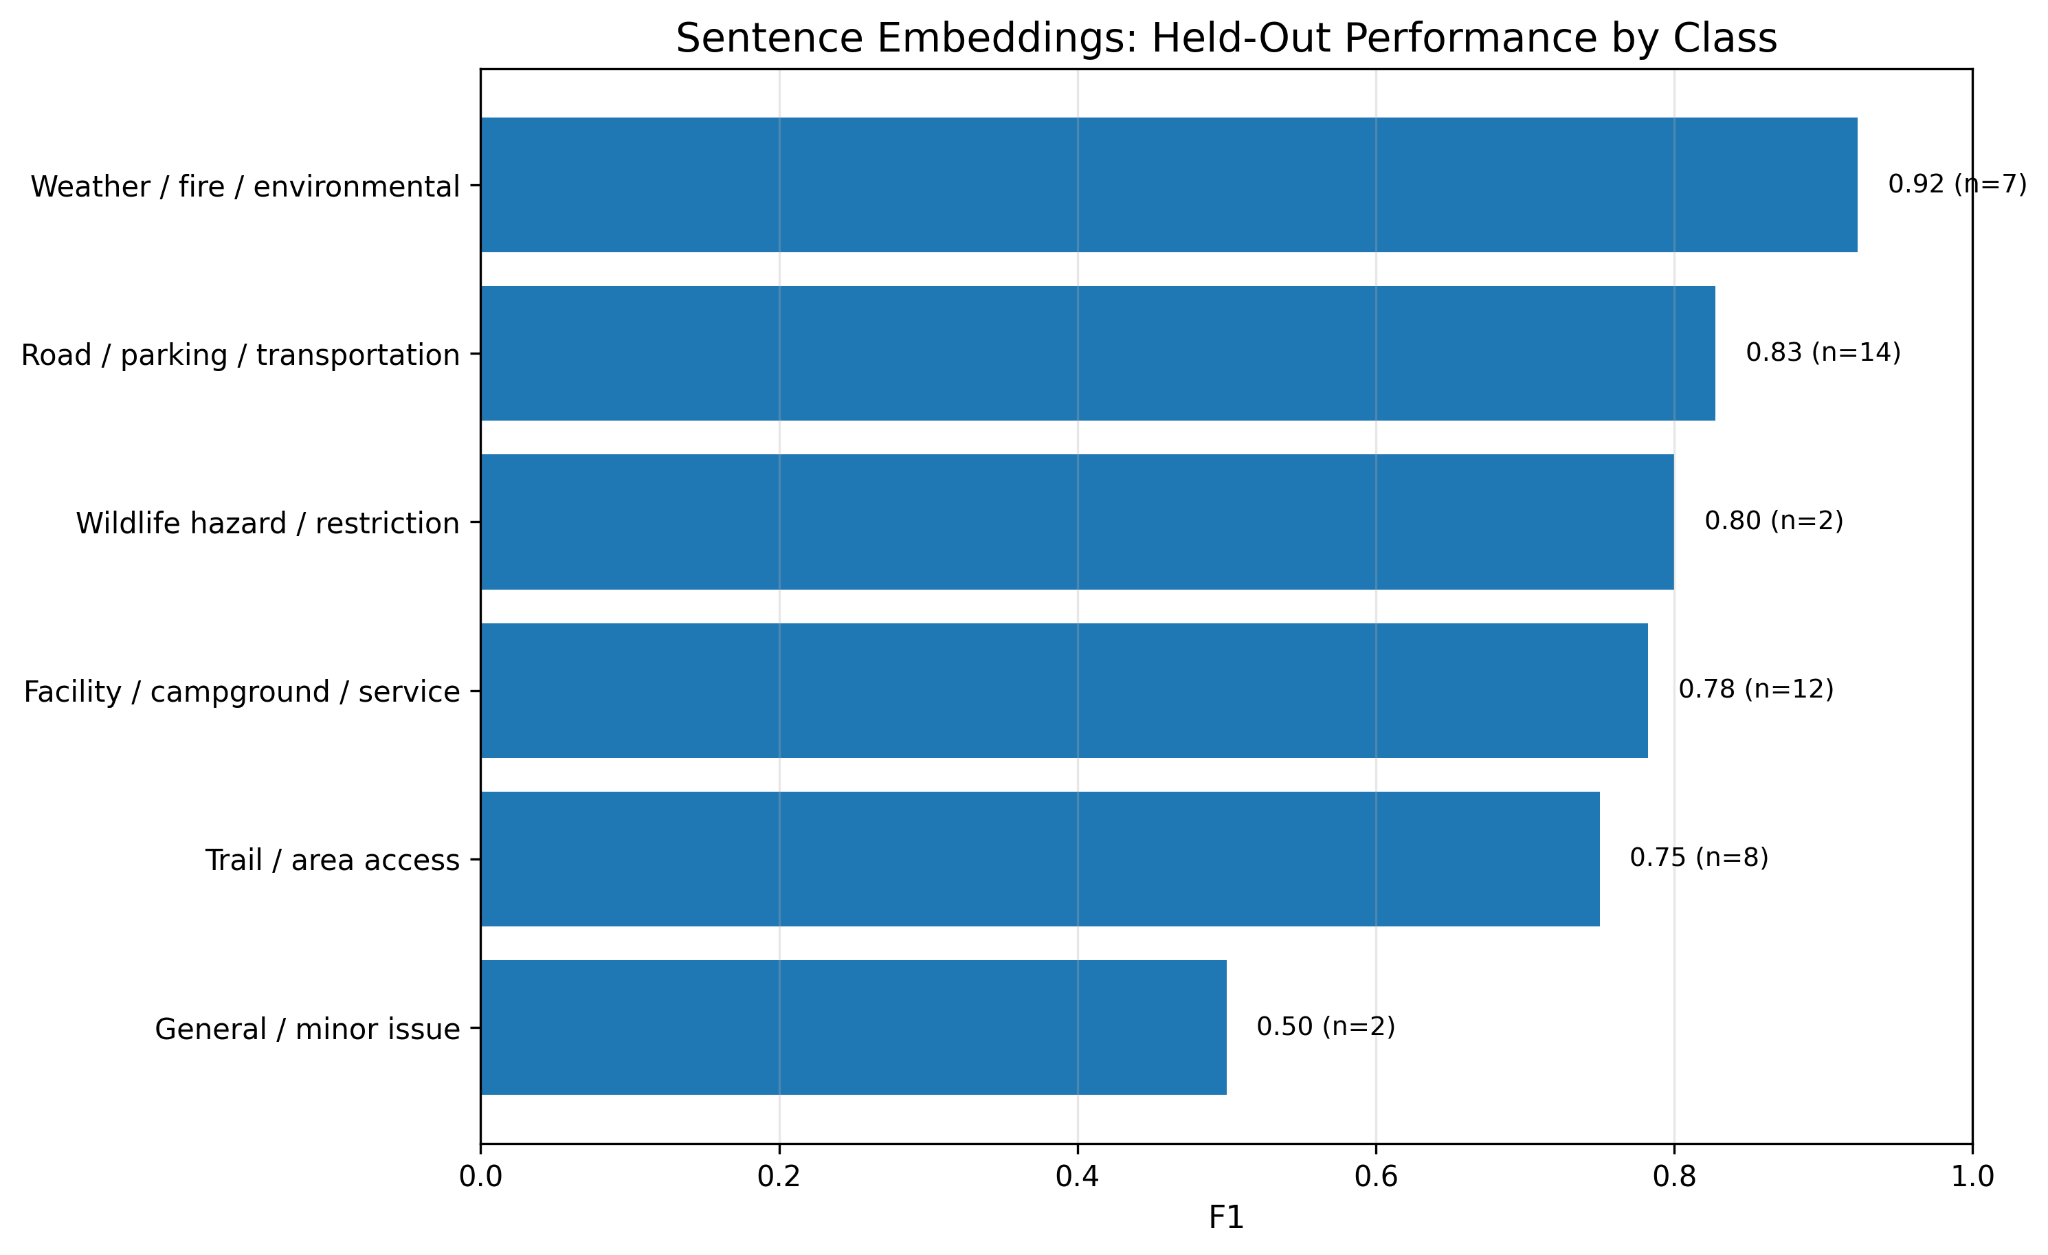 Sentence Embeddings: Held-Out Performance by Class
Weather / fire / environmental
0.92 (n=7)
Road / parking / transportation
0.83 (n=14)
Wildlife hazard / restriction
0.80 (n=2)
Facility / campground / service
0.78 (n=12)
Trail / area access
0.75 (n=8)
General / minor issue
0.50 (n=2)
0.0 0.2 0.4 0.6 0.8 1.0
F1